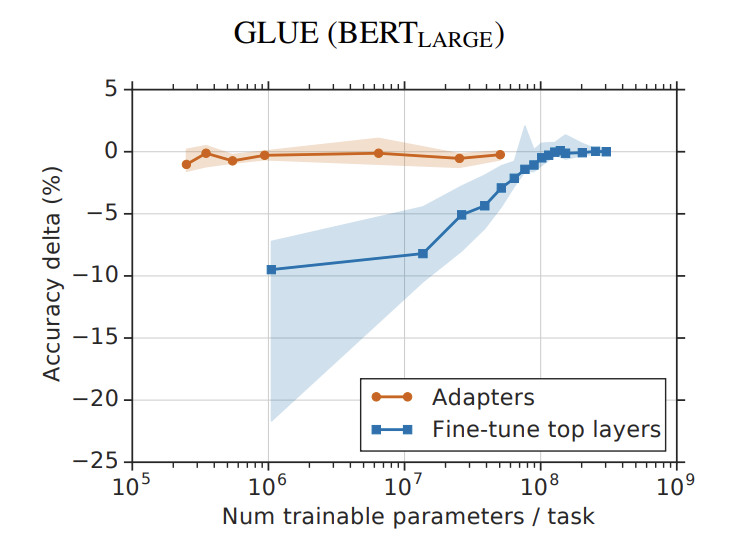 GLUE (BERT_LARGE)
5
0
−5
−10
−15
−20
−25
Accuracy delta (%)
Adapters
Fine-tune top layers
10^5 10^6 10^7 10^8 10^9
Num trainable parameters / task